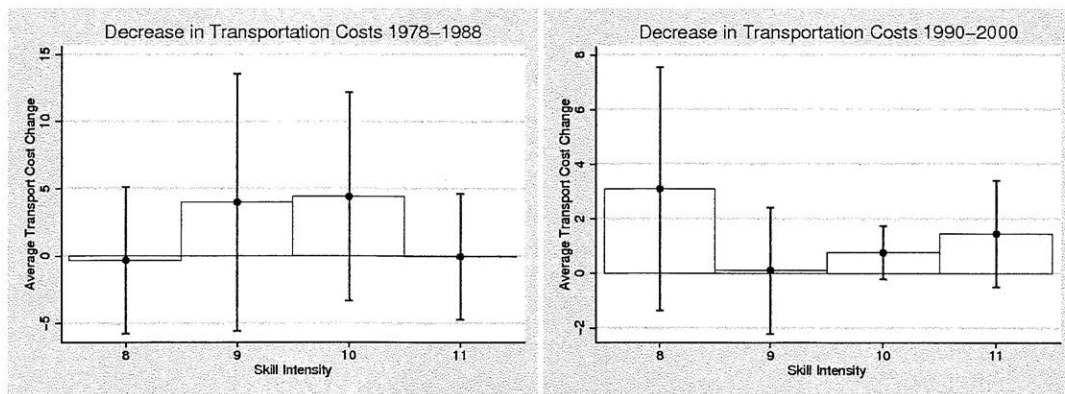 Decrease in Transportation Costs 1978–1988
Average Transport Cost Change
15
10
5
0
−5
8 9 10 11
Skill Intensity
Decrease in Transportation Costs 1990–2000
Average Transport Cost Change
8
6
4
2
0
−2
8 9 10 11
Skill Intensity